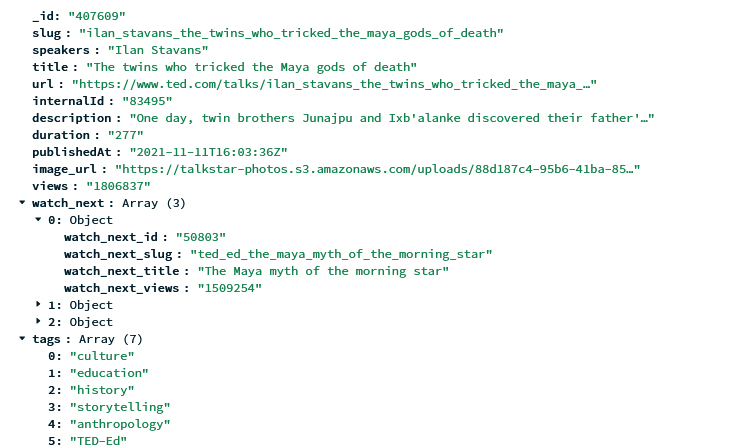 _id: "407609"
slug: "ilan_stavans_the_twins_who_tricked_the_maya_gods_of_death"
speakers: "Ilan Stavans"
title: "The twins who tricked the Maya gods of death"
url: "https://www.ted.com/talks/ilan_stavans_the_twins_who_tricked_the_maya_…"
internalId: "83495"
description: "One day, twin brothers Junajpu and Ixb'alanke discovered their father'…"
duration: "277"
publishedAt: "2021-11-11T16:03:36Z"
image_url: "https://talkstar-photos.s3.amazonaws.com/uploads/88d187c4-95b6-41ba-85…"
views: "1806837"
watch_next: Array (3)
0: Object
watch_next_id: "50803"
watch_next_slug: "ted_ed_the_maya_myth_of_the_morning_star"
watch_next_title: "The Maya myth of the morning star"
watch_next_views: "1509254"
1: Object
2: Object
tags: Array (7)
0: "culture"
1: "education"
2: "history"
3: "storytelling"
4: "anthropology"
5: "TED-Ed"